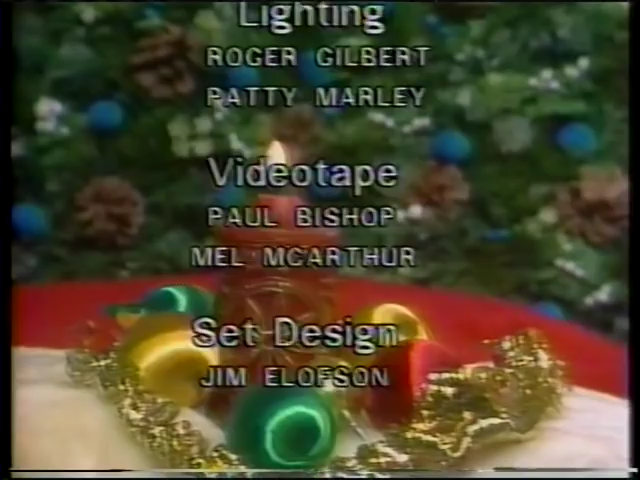 Lighting
ROGER GILBERT
PATTY MARLEY
Videotape
PAUL BISHOP
MEL MCARTHUR
Set Design
JIM ELOFSON